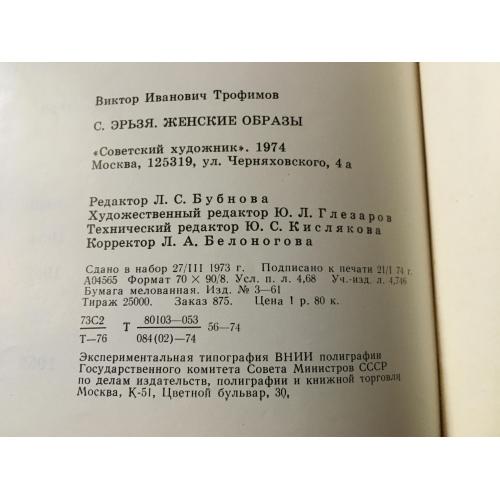 Виктор Иванович Трофимов
С. ЭРЬЗЯ. ЖЕНСКИЕ ОБРАЗЫ
«Советский художник». 1974
Москва, 125319, ул. Черняховского, 4 а
Редактор Л. С. Бубнова
Художественный редактор Ю. Л. Глезаров
Технический редактор Ю. С. Кислякова
Корректор Л. А. Белоногова
Сдано в набор 27/III 1973 г. Подписано к печати 21/I 74 г.
А04565 Формат 70 × 90/8. Усл. п. л. 4,68 Уч.-изд. л. 4,746
Бумага мелованная. Изд. № 3—61
Тираж 25000. Заказ 875. Цена 1 р. 80 к.
73С2 80103—053
Т 56—74
Т—76 084(02)—74
Экспериментальная типография ВНИИ полиграфии
Государственного комитета Совета Министров СССР
по делам издательств, полиграфии и книжной торговли
Москва, К-51, Цветной бульвар, 30,